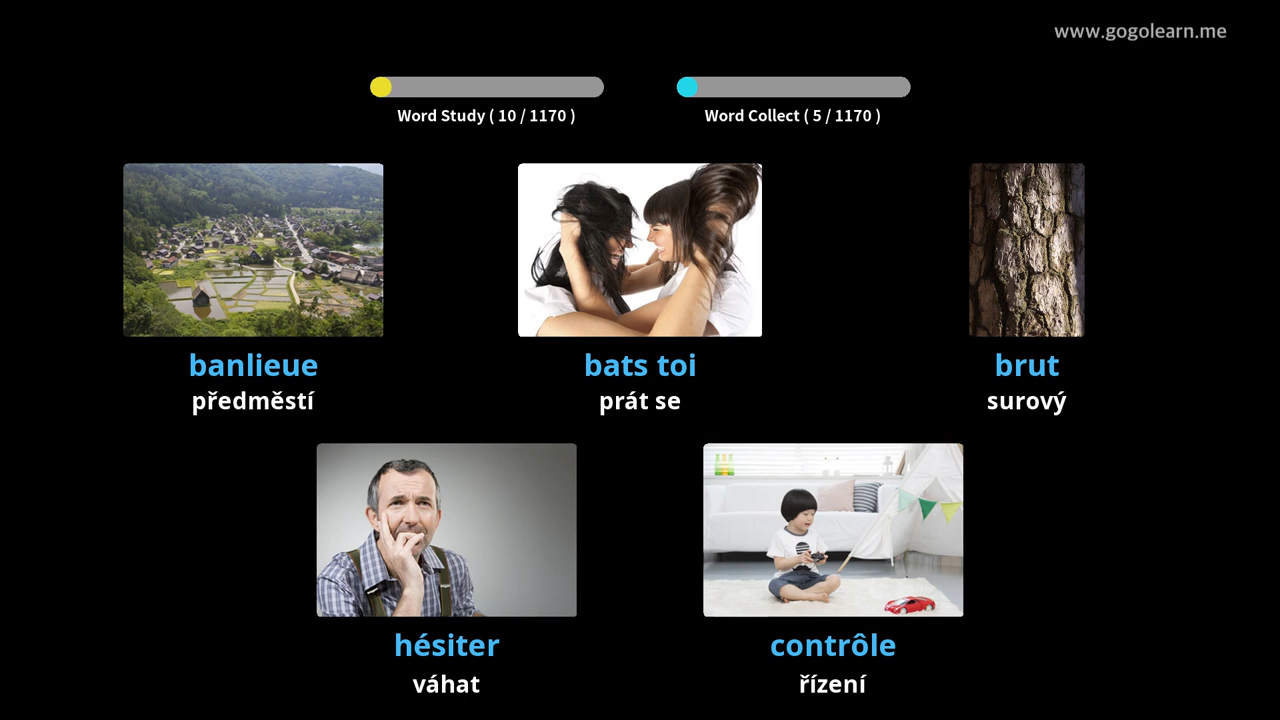 www.gogolearn.me
Word Study ( 10 / 1170 )
Word Collect ( 5 / 1170 )
banlieue
předměstí
bats toi
prát se
brut
surový
hésiter
váhat
contrôle
řízení